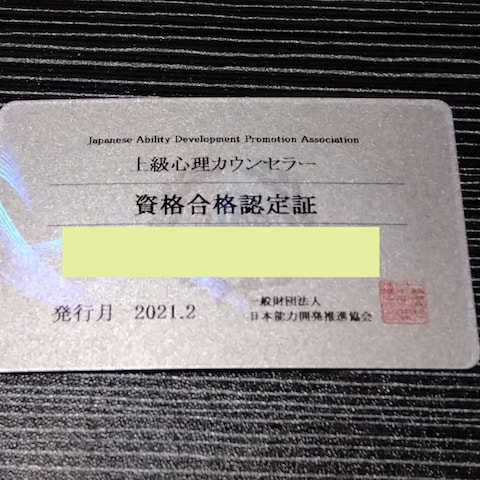 Japanese Ability Development Promotion Association
上級心理カウンセラー
資格合格認定証
発行月 2021.2
一般財団法人
日本能力開発推進協会